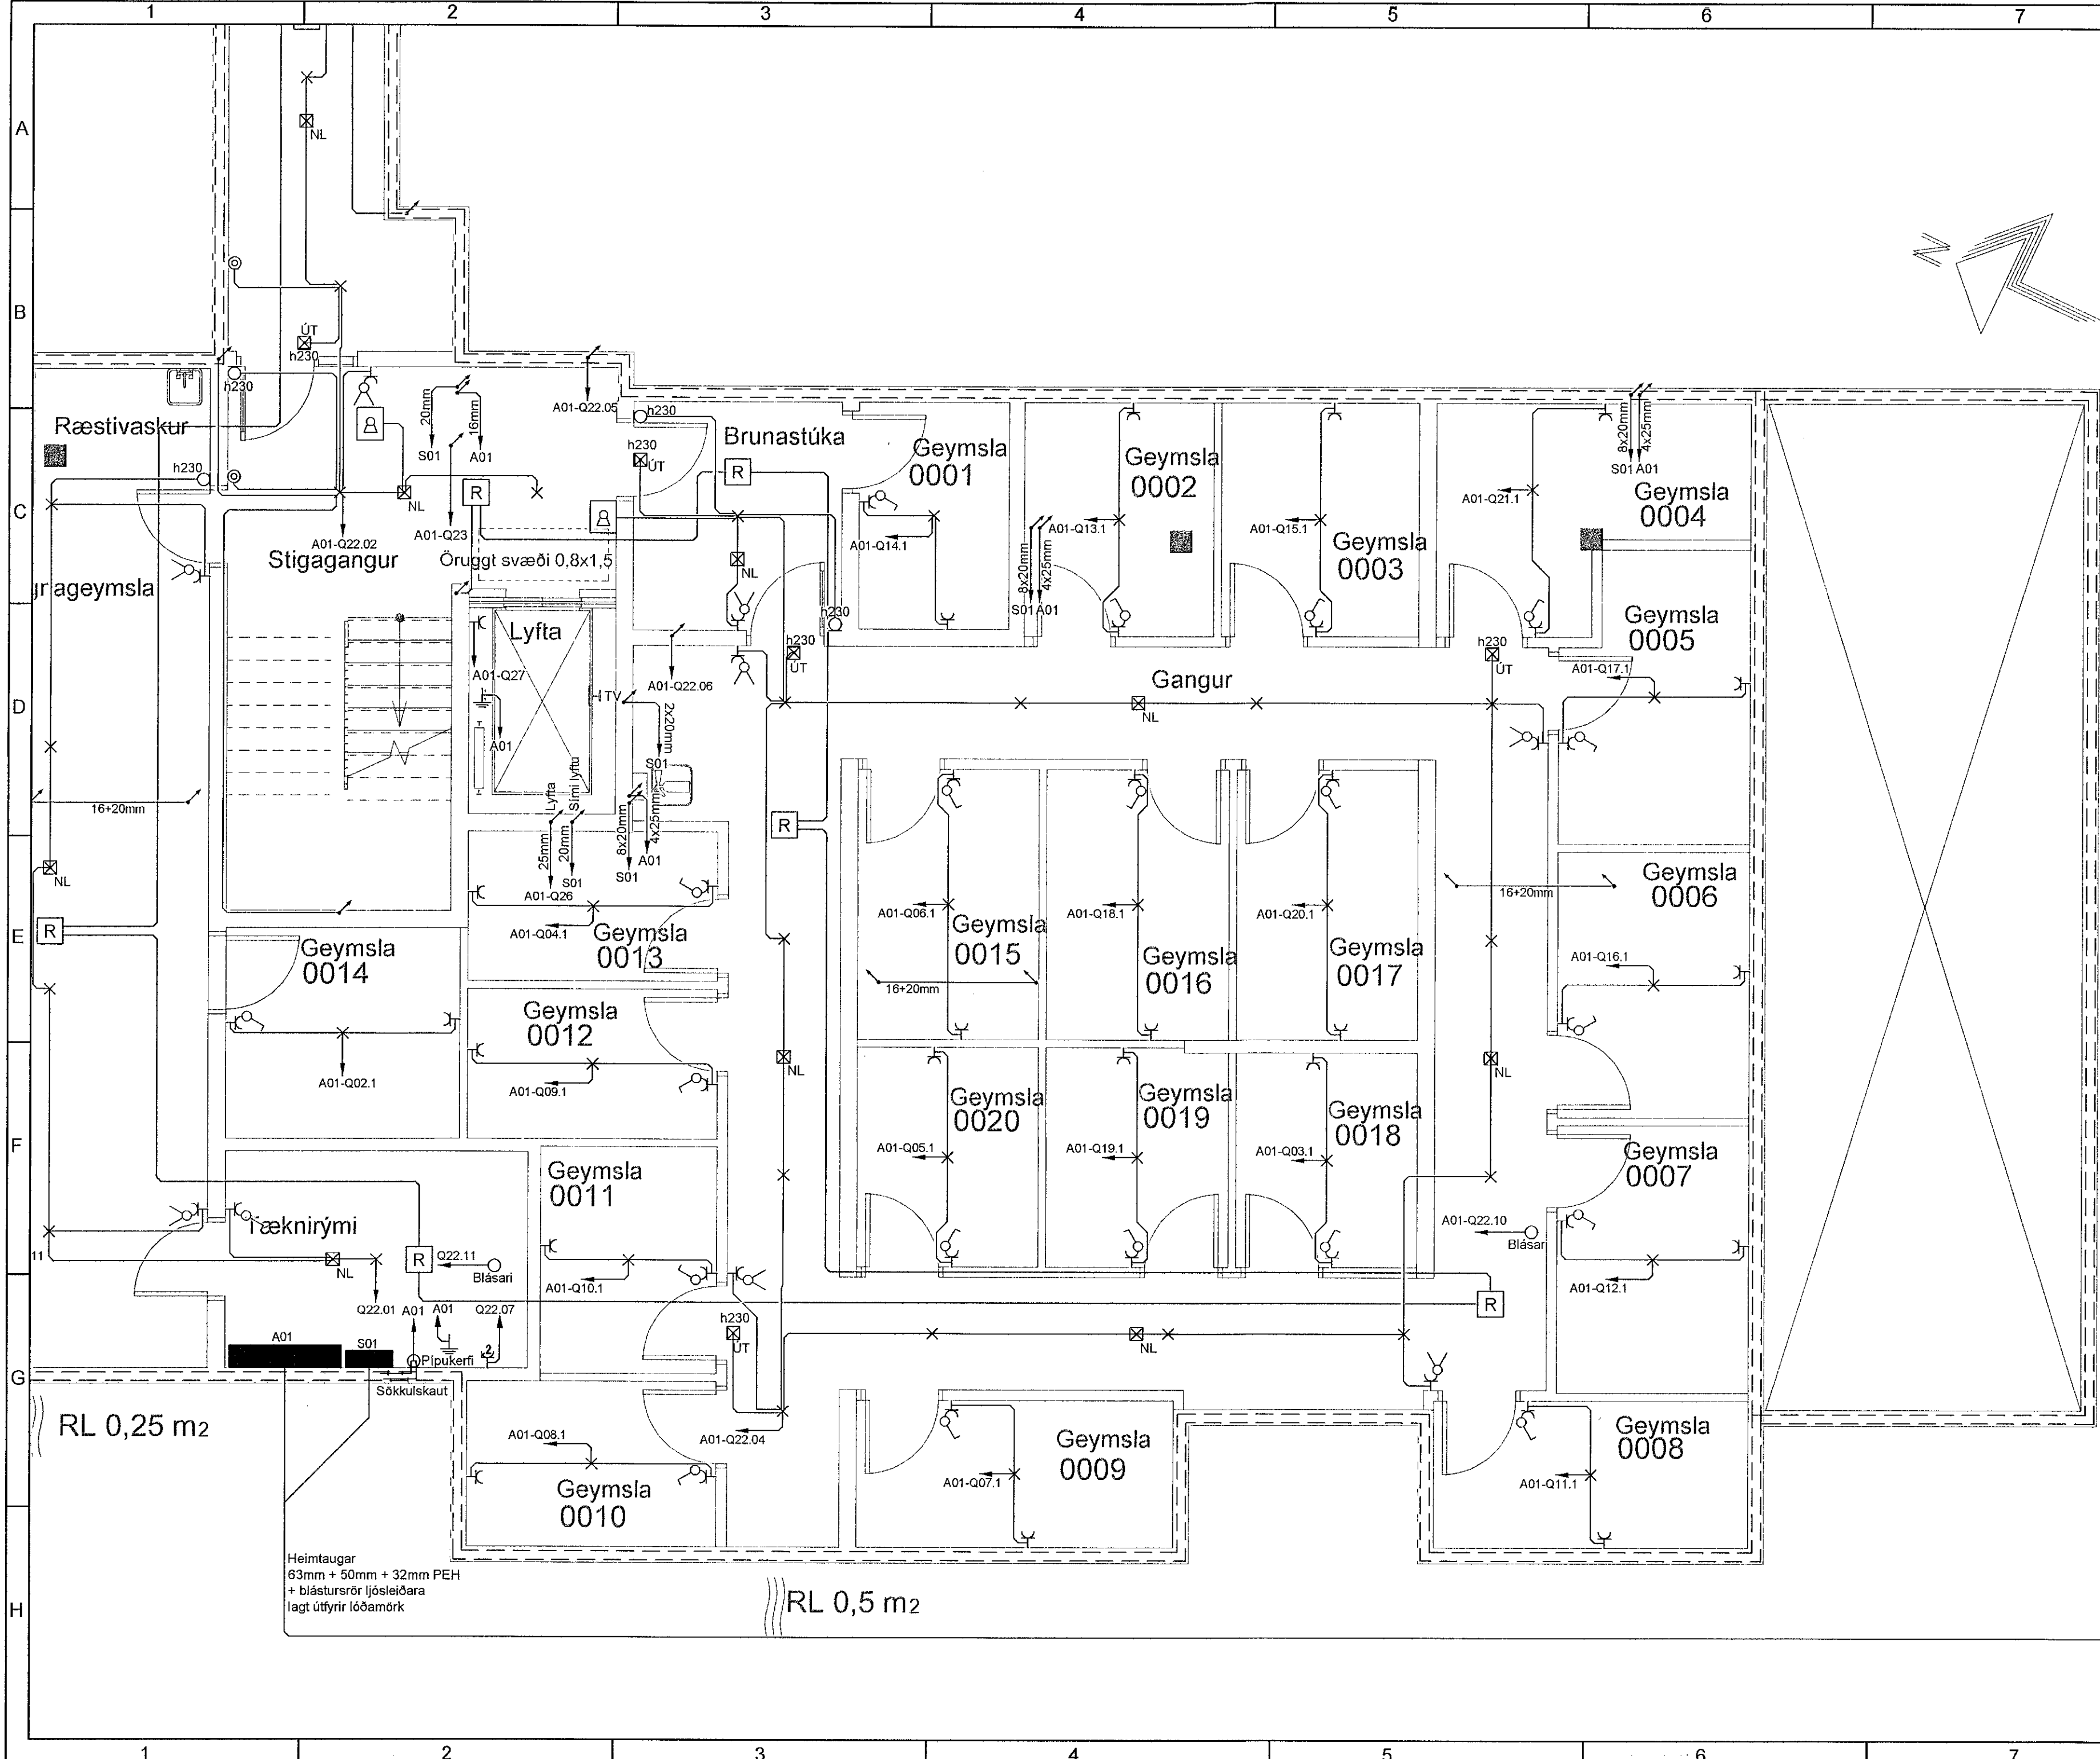 1 2 3 4 5 6 7
A
NL
B
ÚT
h230
h230
Ræstivaskur
h230
20mm
16mm
S01
A01
A01-Q22.05
h230
h230
ÚT
Brunastúka
R
Geymsla
0001
Geymsla
0002
Geymsla
0003
8x20mm
4x25mm
S01 A01
Geymsla
0004
C
NL
R
A01-Q22.02
A01-Q23
Stigagangur
Öruggt svæði 0,8x1,5
NL
A01-Q14.1
8x20mm
4x25mm
S01 A01
A01-Q13.1
A01-Q15.1
A01-Q21.1
ageymsla
Lyfta
h230
h230
ÚT
h230
ÚT
Geymsla
0005
A01-Q17.1
D
A01-Q27
A01
TV
A01-Q22.06
2x20mm
S01
Gangur
NL
16+20mm
Lyfta
Sími lyftu
25mm
20mm
8x20mm
4x25mm
A01
S01
S01
A01-Q26
R
NL
R
E
A01-Q04.1
Geymsla
0013
Geymsla
0014
A01-Q06.1
Geymsla
0015
16+20mm
A01-Q18.1
Geymsla
0016
A01-Q20.1
Geymsla
0017
16+20mm
Geymsla
0006
A01-Q16.1
Geymsla
0012
A01-Q02.1
A01-Q09.1
NL
NL
F
Geymsla
0011
A01-Q05.1
Geymsla
0020
A01-Q19.1
Geymsla
0019
A01-Q03.1
Geymsla
0018
Geymsla
0007
Tæknirými
11
NL
R
Q22.11
Blásari
A01-Q10.1
A01-Q22.10
Blásari
A01-Q12.1
Q22.01
A01
A01
Q22.07
R
h230
ÚT
NL
A01
S01
2
Pípukerfi
Sökkulskaut
G
RL 0,25 m2
A01-Q08.1
Geymsla
0010
A01-Q22.04
A01-Q07.1
Geymsla
0009
A01-Q11.1
Geymsla
0008
Heimtaugar
63mm + 50mm + 32mm PEH
+ blástursrör ljósleiðara
lagt útfyrir lóðamörk
H
RL 0,5 m2
N
1 2 3 4 5 6 7